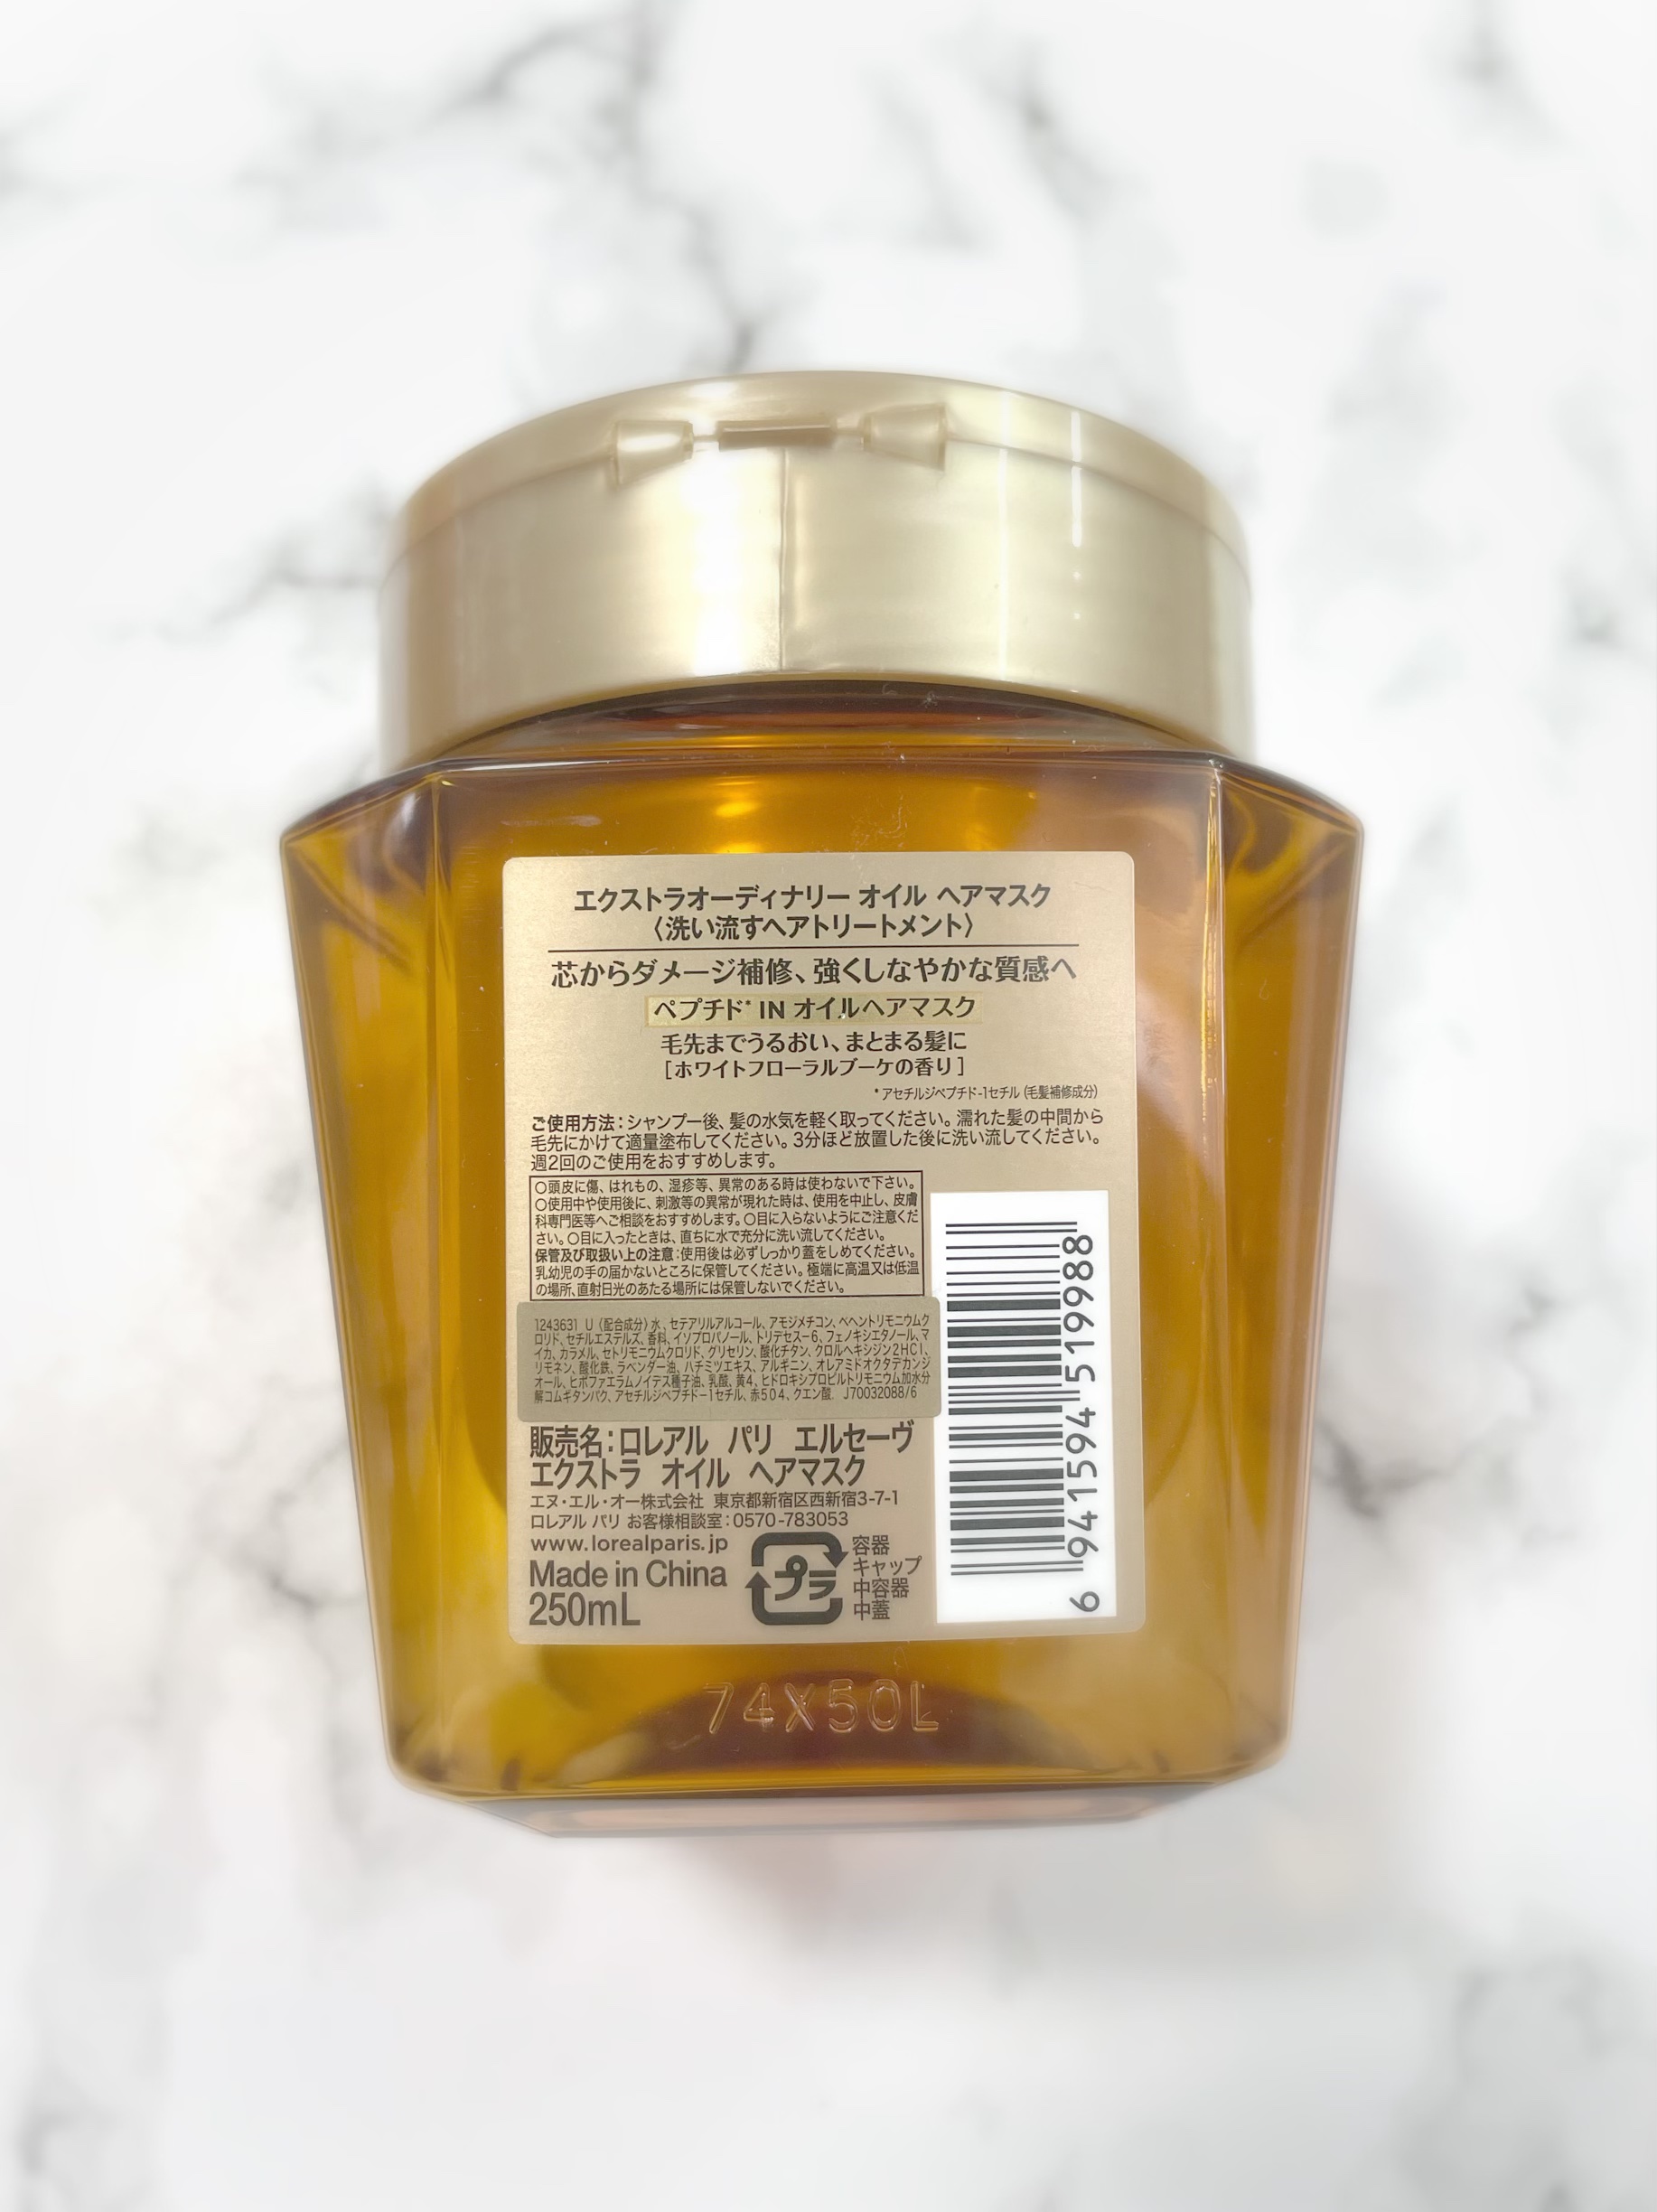 エクストラオーディナリー オイル ヘアマスク
〈洗い流すヘアトリートメント〉
芯からダメージ補修、強くしなやかな質感へ
ペプチド* IN オイルヘアマスク
毛先までうるおい、まとまる髪に
[ホワイトフローラルブーケの香り]
*アセチルジペプチド-1セチル (毛髪補修成分)
ご使用方法：シャンプー後、髪の水気を軽く取ってください。濡れた髪の中間から
毛先にかけて適量塗布してください。3分ほど放置した後に洗い流してください。
週2回のご使用をおすすめします。
○頭皮に傷、はれもの、湿疹等、異常のある時は使わないで下さい。
○使用中や使用後に、刺激等の異常が現れた時は、使用を中止し、皮膚
科専門医等へご相談をおすすめします。○目に入らないようにご注意くだ
さい。○目に入ったときは、直ちに水で充分に洗い流してください。
保管及び取扱い上の注意：使用後は必ずしっかり蓋をしめてください。
乳幼児の手の届かないところに保管してください。極端に高温又は低温
の場所、直射日光のあたる場所には保管しないでください。
1243631 U〈配合成分〉水、セテアリルアルコール、アモジメチコン、ベヘントリモニウムク
ロリド、セチルエステルズ、香料、イソプロパノール、トリデセス－6、フェノキシエタノール、マ
イカ、カラメル、セトリモニウムクロリド、グリセリン、酸化チタン、クロルヘキシジン2HCl、
リモネン、酸化鉄、ラベンダー油、ハチミツエキス、アルギニン、オレアミドオクタデカンジ
オール、ヒポファエラムノイデス種子油、乳酸、黄4、ヒドロキシプロピルトリモニウム加水分
解コムギタンパク、アセチルジペプチド－1セチル、赤504、クエン酸. J70032088/6
販売名：ロレアル パリ エルセーヴ
エクストラ オイル ヘアマスク
エヌ・エル・オー株式会社 東京都新宿区西新宿3-7-1
ロレアル パリ お客様相談室：0570-783053
www.lorealparis.jp
Made in China
250mL
プラ
容器
キャップ
中容器
中蓋
6 946154 519988
74X50L